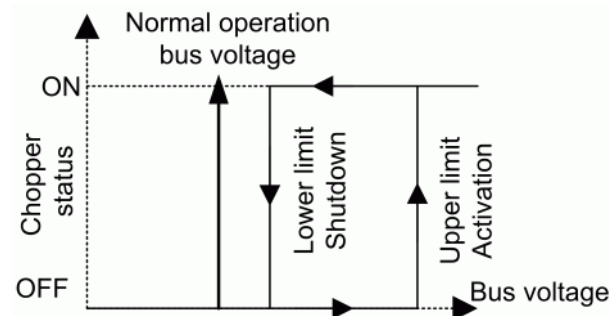 Normal operation
bus voltage
ON
Chopper
status
Lower limit
Shutdown
Upper limit
Activation
OFF
Bus voltage